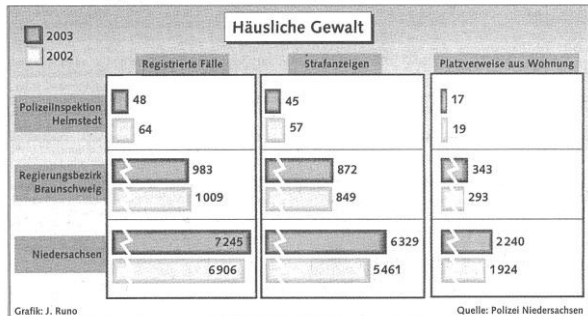 Häusliche Gewalt
2003
2002
Registrierte Fälle
Strafanzeigen
Platzverweise aus Wohnung
Polizeiinspektion
Helmstedt
48
64
45
57
17
19
Regierungsbezirk
Braunschweig
983
1009
872
849
343
293
Niedersachsen
7245
6906
6329
5461
2240
1924
Grafik: J. Runo
Quelle: Polizei Niedersachsen